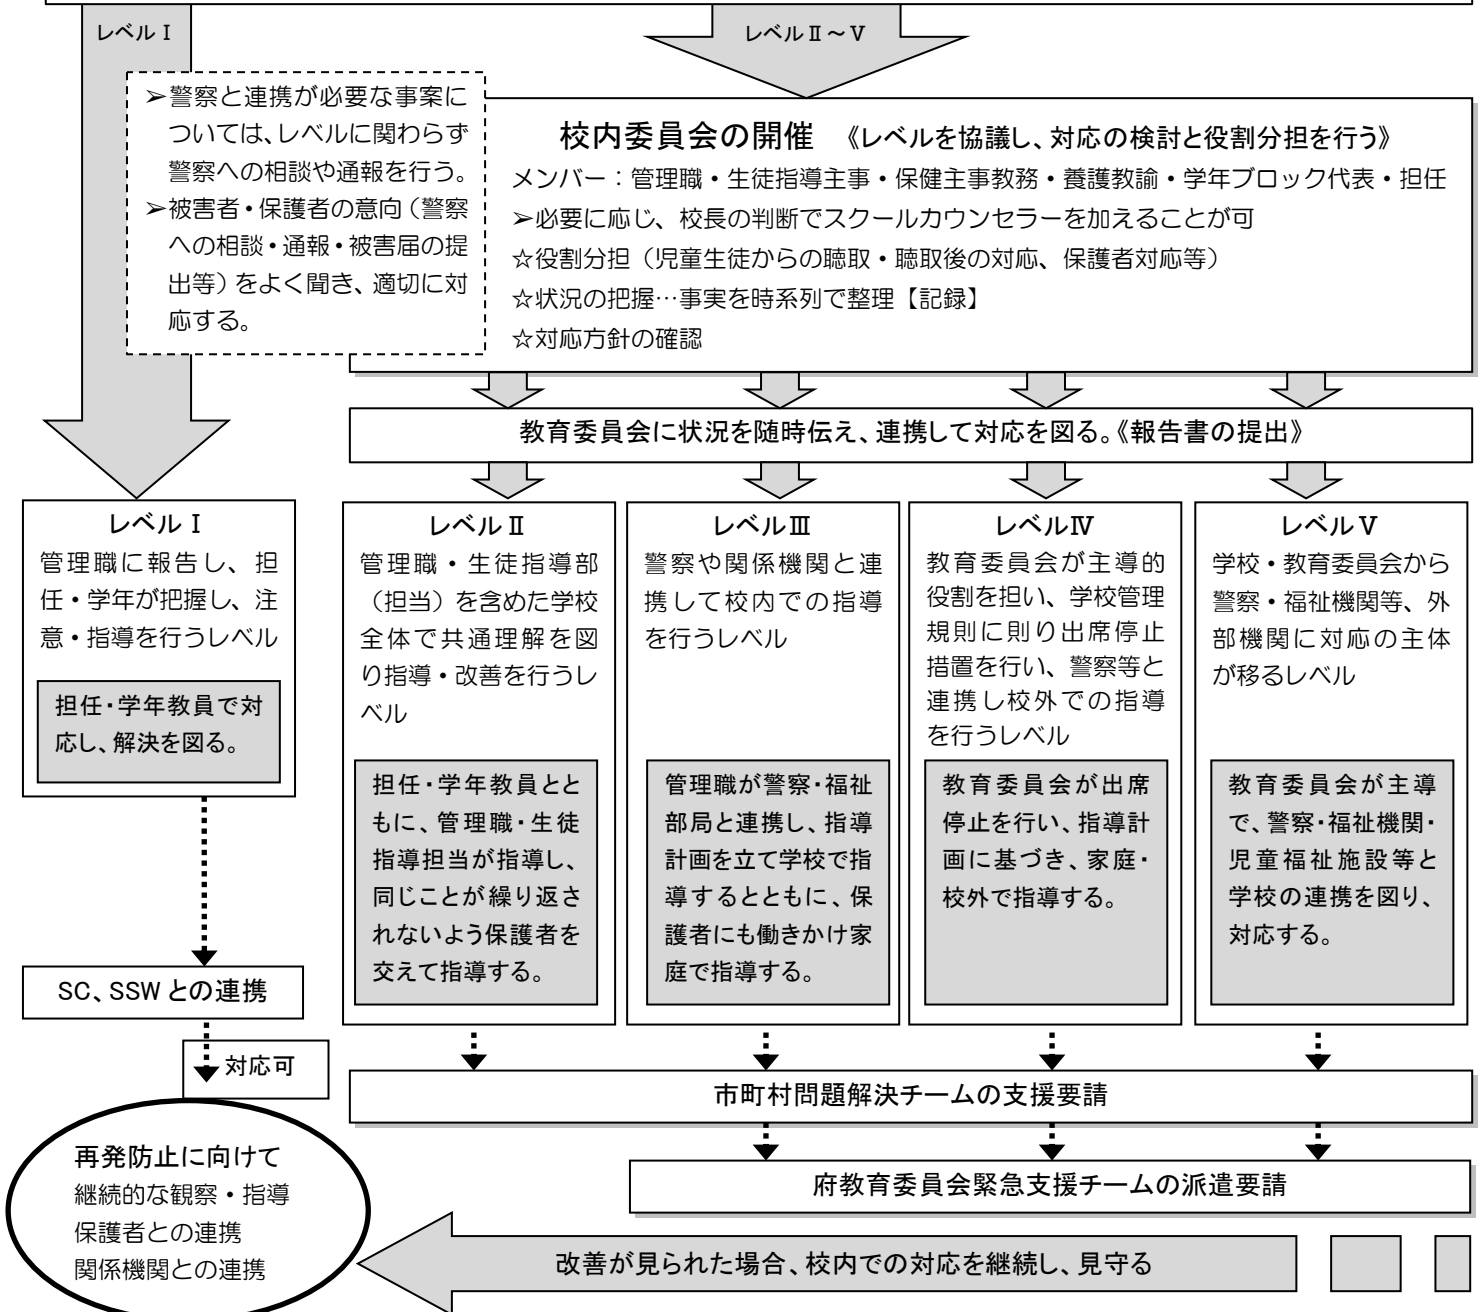 レベルⅠ
レベルⅡ～Ⅴ
➢警察と連携が必要な事案に
ついては、レベルに関わらず
警察への相談や通報を行う。
➢被害者・保護者の意向（警察
への相談・通報・被害届の提
出等）をよく聞き、適切に対
応する。
校内委員会の開催　《レベルを協議し、対応の検討と役割分担を行う》
メンバー：管理職・生徒指導主事・保健主事教務・養護教諭・学年ブロック代表・担任
➢必要に応じ、校長の判断でスクールカウンセラーを加えることが可
☆役割分担（児童生徒からの聴取・聴取後の対応、保護者対応等）
☆状況の把握…事実を時系列で整理【記録】
☆対応方針の確認
教育委員会に状況を随時伝え、連携して対応を図る。《報告書の提出》
レベルⅠ
管理職に報告し、担
任・学年が把握し、注
意・指導を行うレベル
担任・学年教員で対
応し、解決を図る。
SC、SSWとの連携
対応可
レベルⅡ
管理職・生徒指導部
（担当）を含めた学校
全体で共通理解を図
り指導・改善を行うレ
ベル
担任・学年教員とと
もに、管理職・生徒
指導担当が指導し、
同じことが繰り返さ
れないよう保護者を
交えて指導する。
レベルⅢ
警察や関係機関と連
携して校内での指導
を行うレベル
管理職が警察・福祉
部局と連携し、指導
計画を立て学校で指
導するとともに、保
護者にも働きかけ家
庭で指導する。
レベルⅣ
教育委員会が主導的
役割を担い、学校管理
規則に則り出席停止
措置を行い、警察等と
連携し校外での指導
を行うレベル
教育委員会が出席
停止を行い、指導計
画に基づき、家庭・
校外で指導する。
レベルⅤ
学校・教育委員会から
警察・福祉機関等、外
部機関に対応の主体
が移るレベル
教育委員会が主導
で、警察・福祉機関・
児童福祉施設等と
学校の連携を図り、
対応する。
市町村問題解決チームの支援要請
府教育委員会緊急支援チームの派遣要請
改善が見られた場合、校内での対応を継続し、見守る
再発防止に向けて
継続的な観察・指導
保護者との連携
関係機関との連携